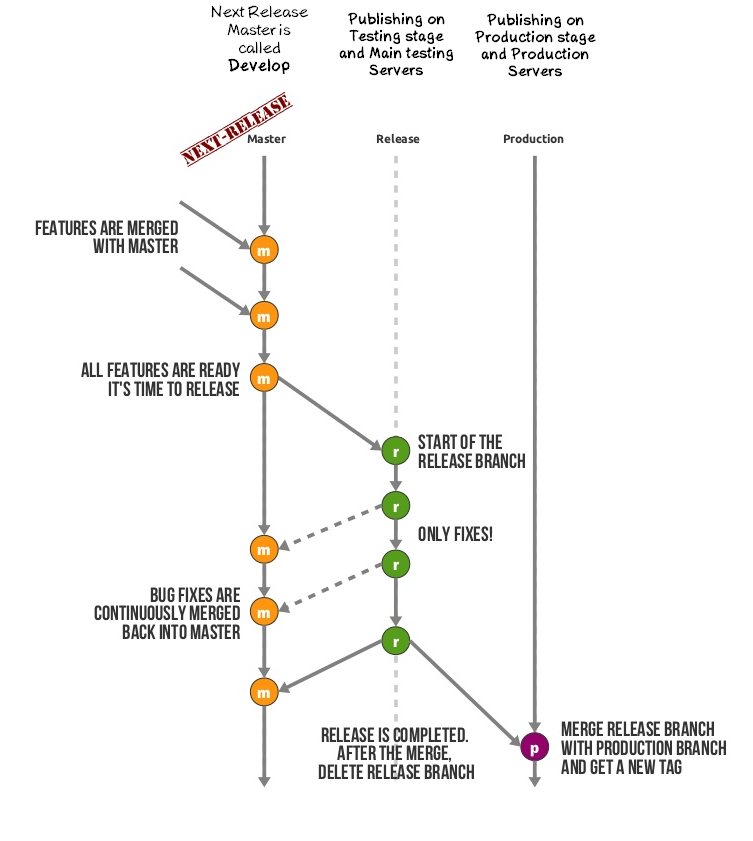 Next Release
Master is
called
Develop
Publishing on
Testing stage
and Main testing
Servers
Publishing on
Production stage
and Production
Servers
NEXT-RELEASE
Master
Release
Production
FEATURES ARE MERGED
WITH MASTER
m
m
ALL FEATURES ARE READY
IT'S TIME TO RELEASE
m
r
START OF THE
RELEASE BRANCH
r
ONLY FIXES!
m
r
BUG FIXES ARE
CONTINUOUSLY MERGED
BACK INTO MASTER
m
r
m
RELEASE IS COMPLETED.
AFTER THE MERGE,
DELETE RELEASE BRANCH
p
MERGE RELEASE BRANCH
WITH PRODUCTION BRANCH
AND GET A NEW TAG